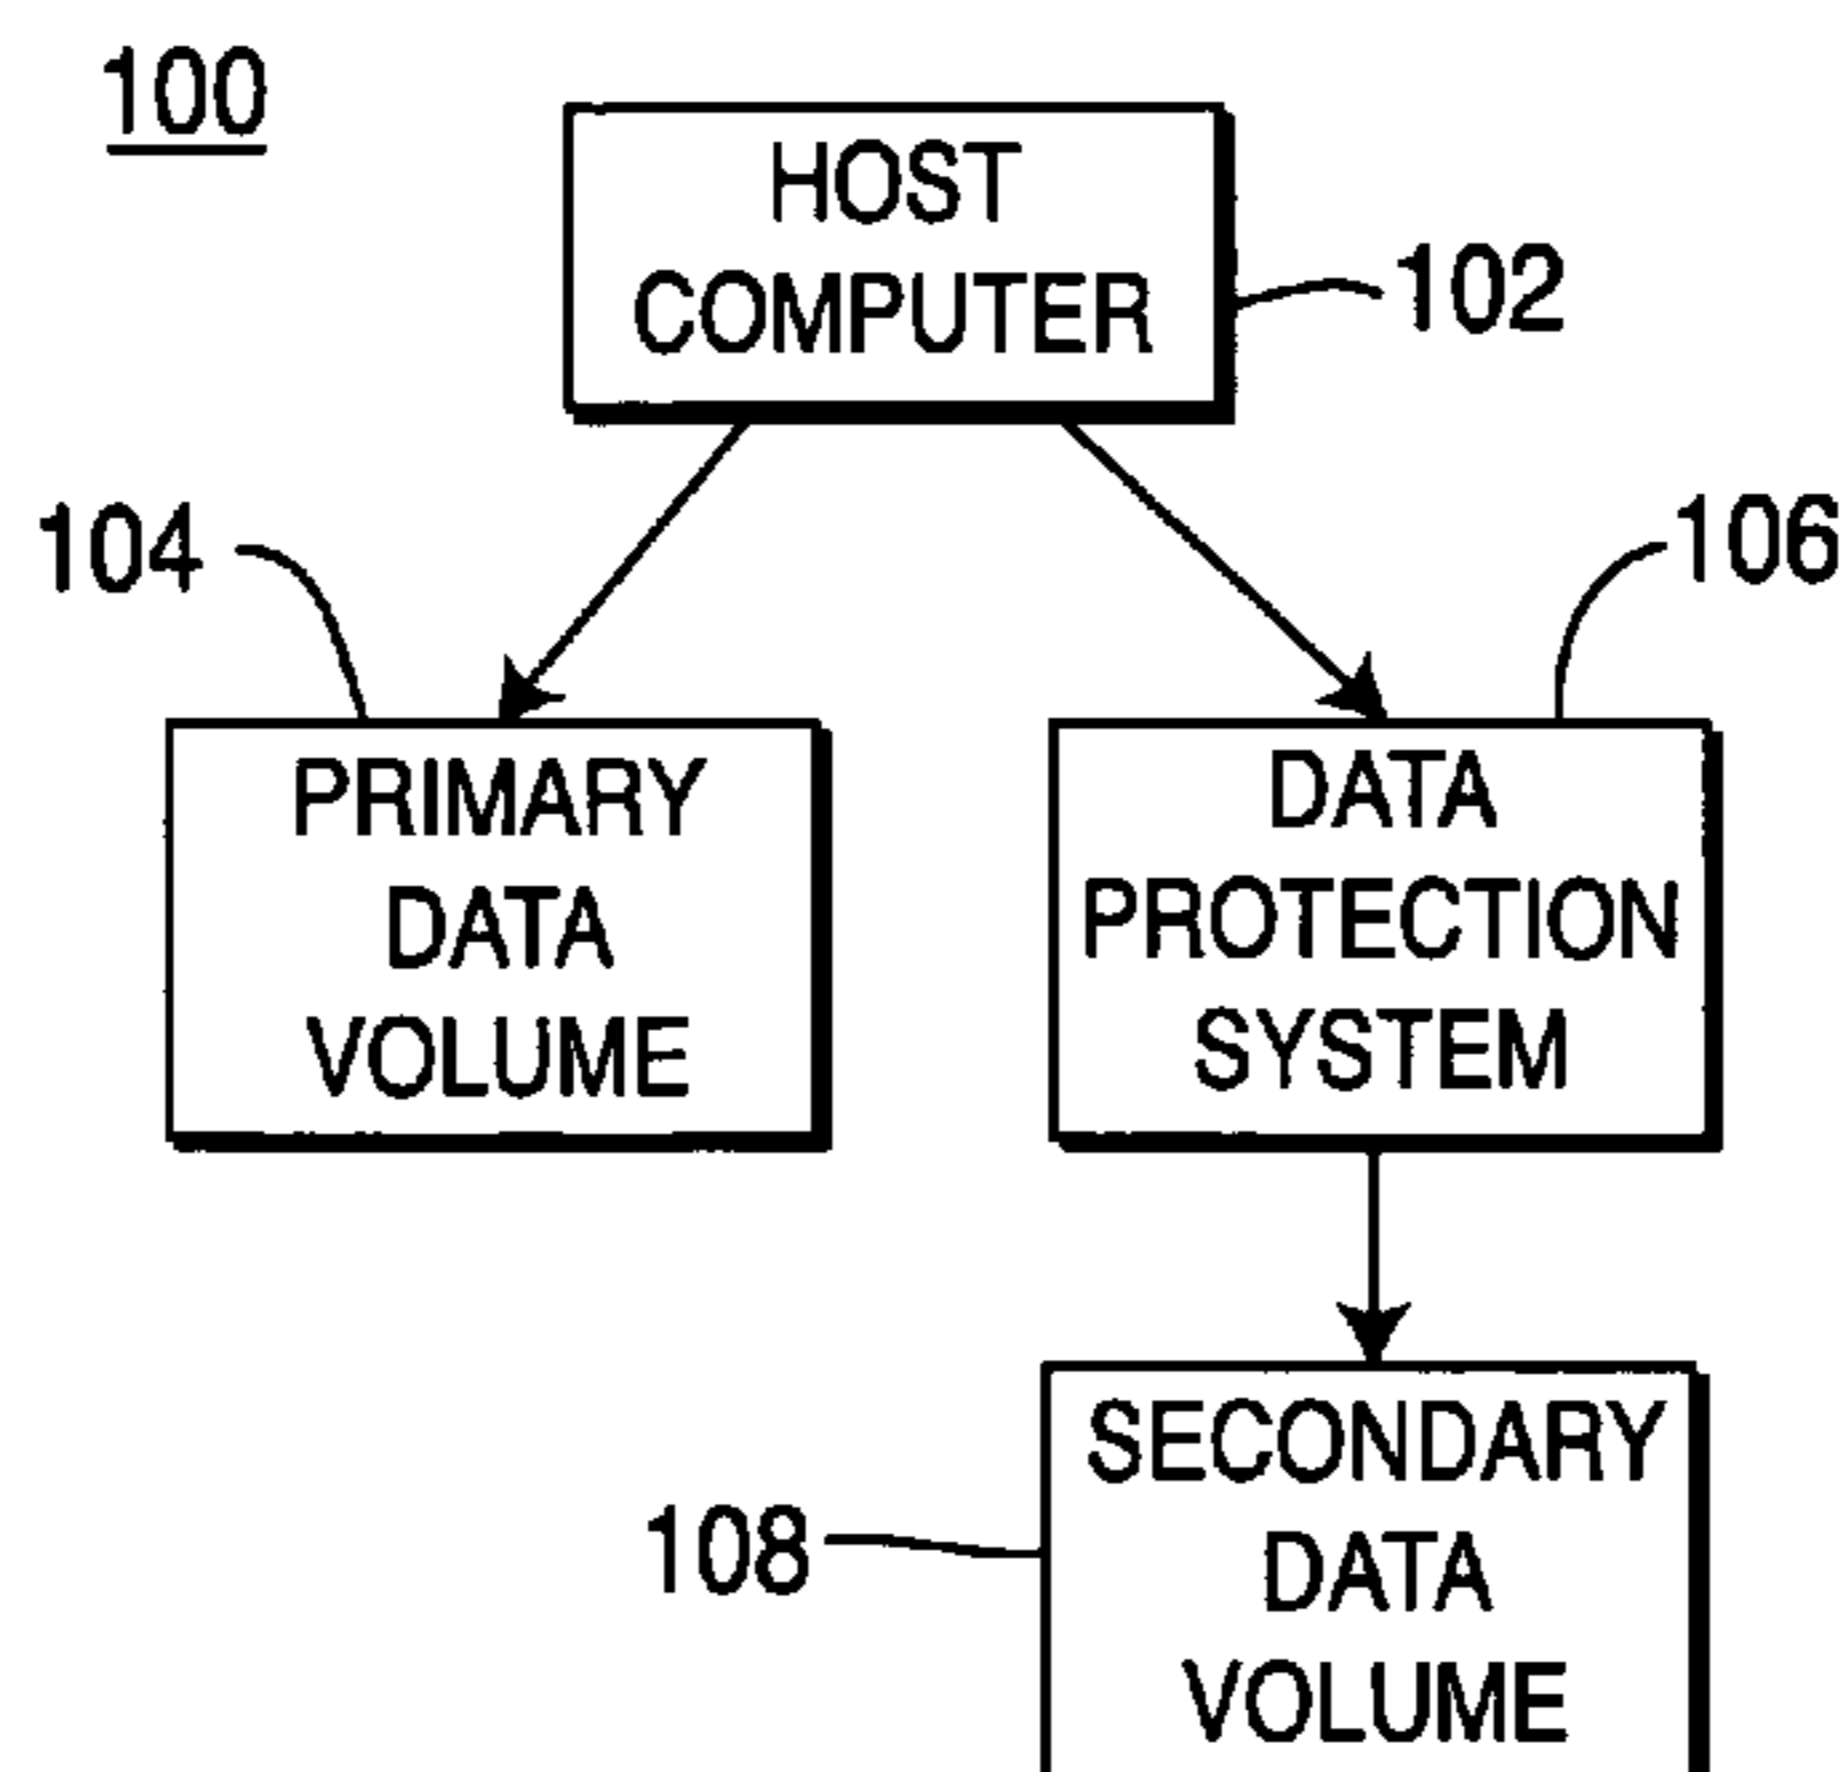 100
HOST
COMPUTER
102
104
106
PRIMARY
DATA
VOLUME
DATA
PROTECTION
SYSTEM
108
SECONDARY
DATA
VOLUME